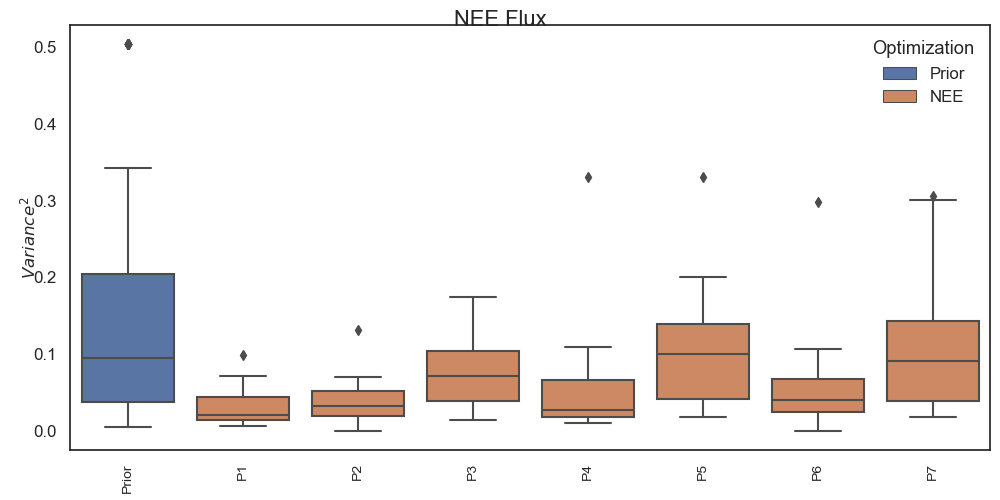 NEE Flux
Optimization
Prior
NEE
Variance²
0.5
0.4
0.3
0.2
0.1
0.0
Prior
P1
P2
P3
P4
P5
P6
P7